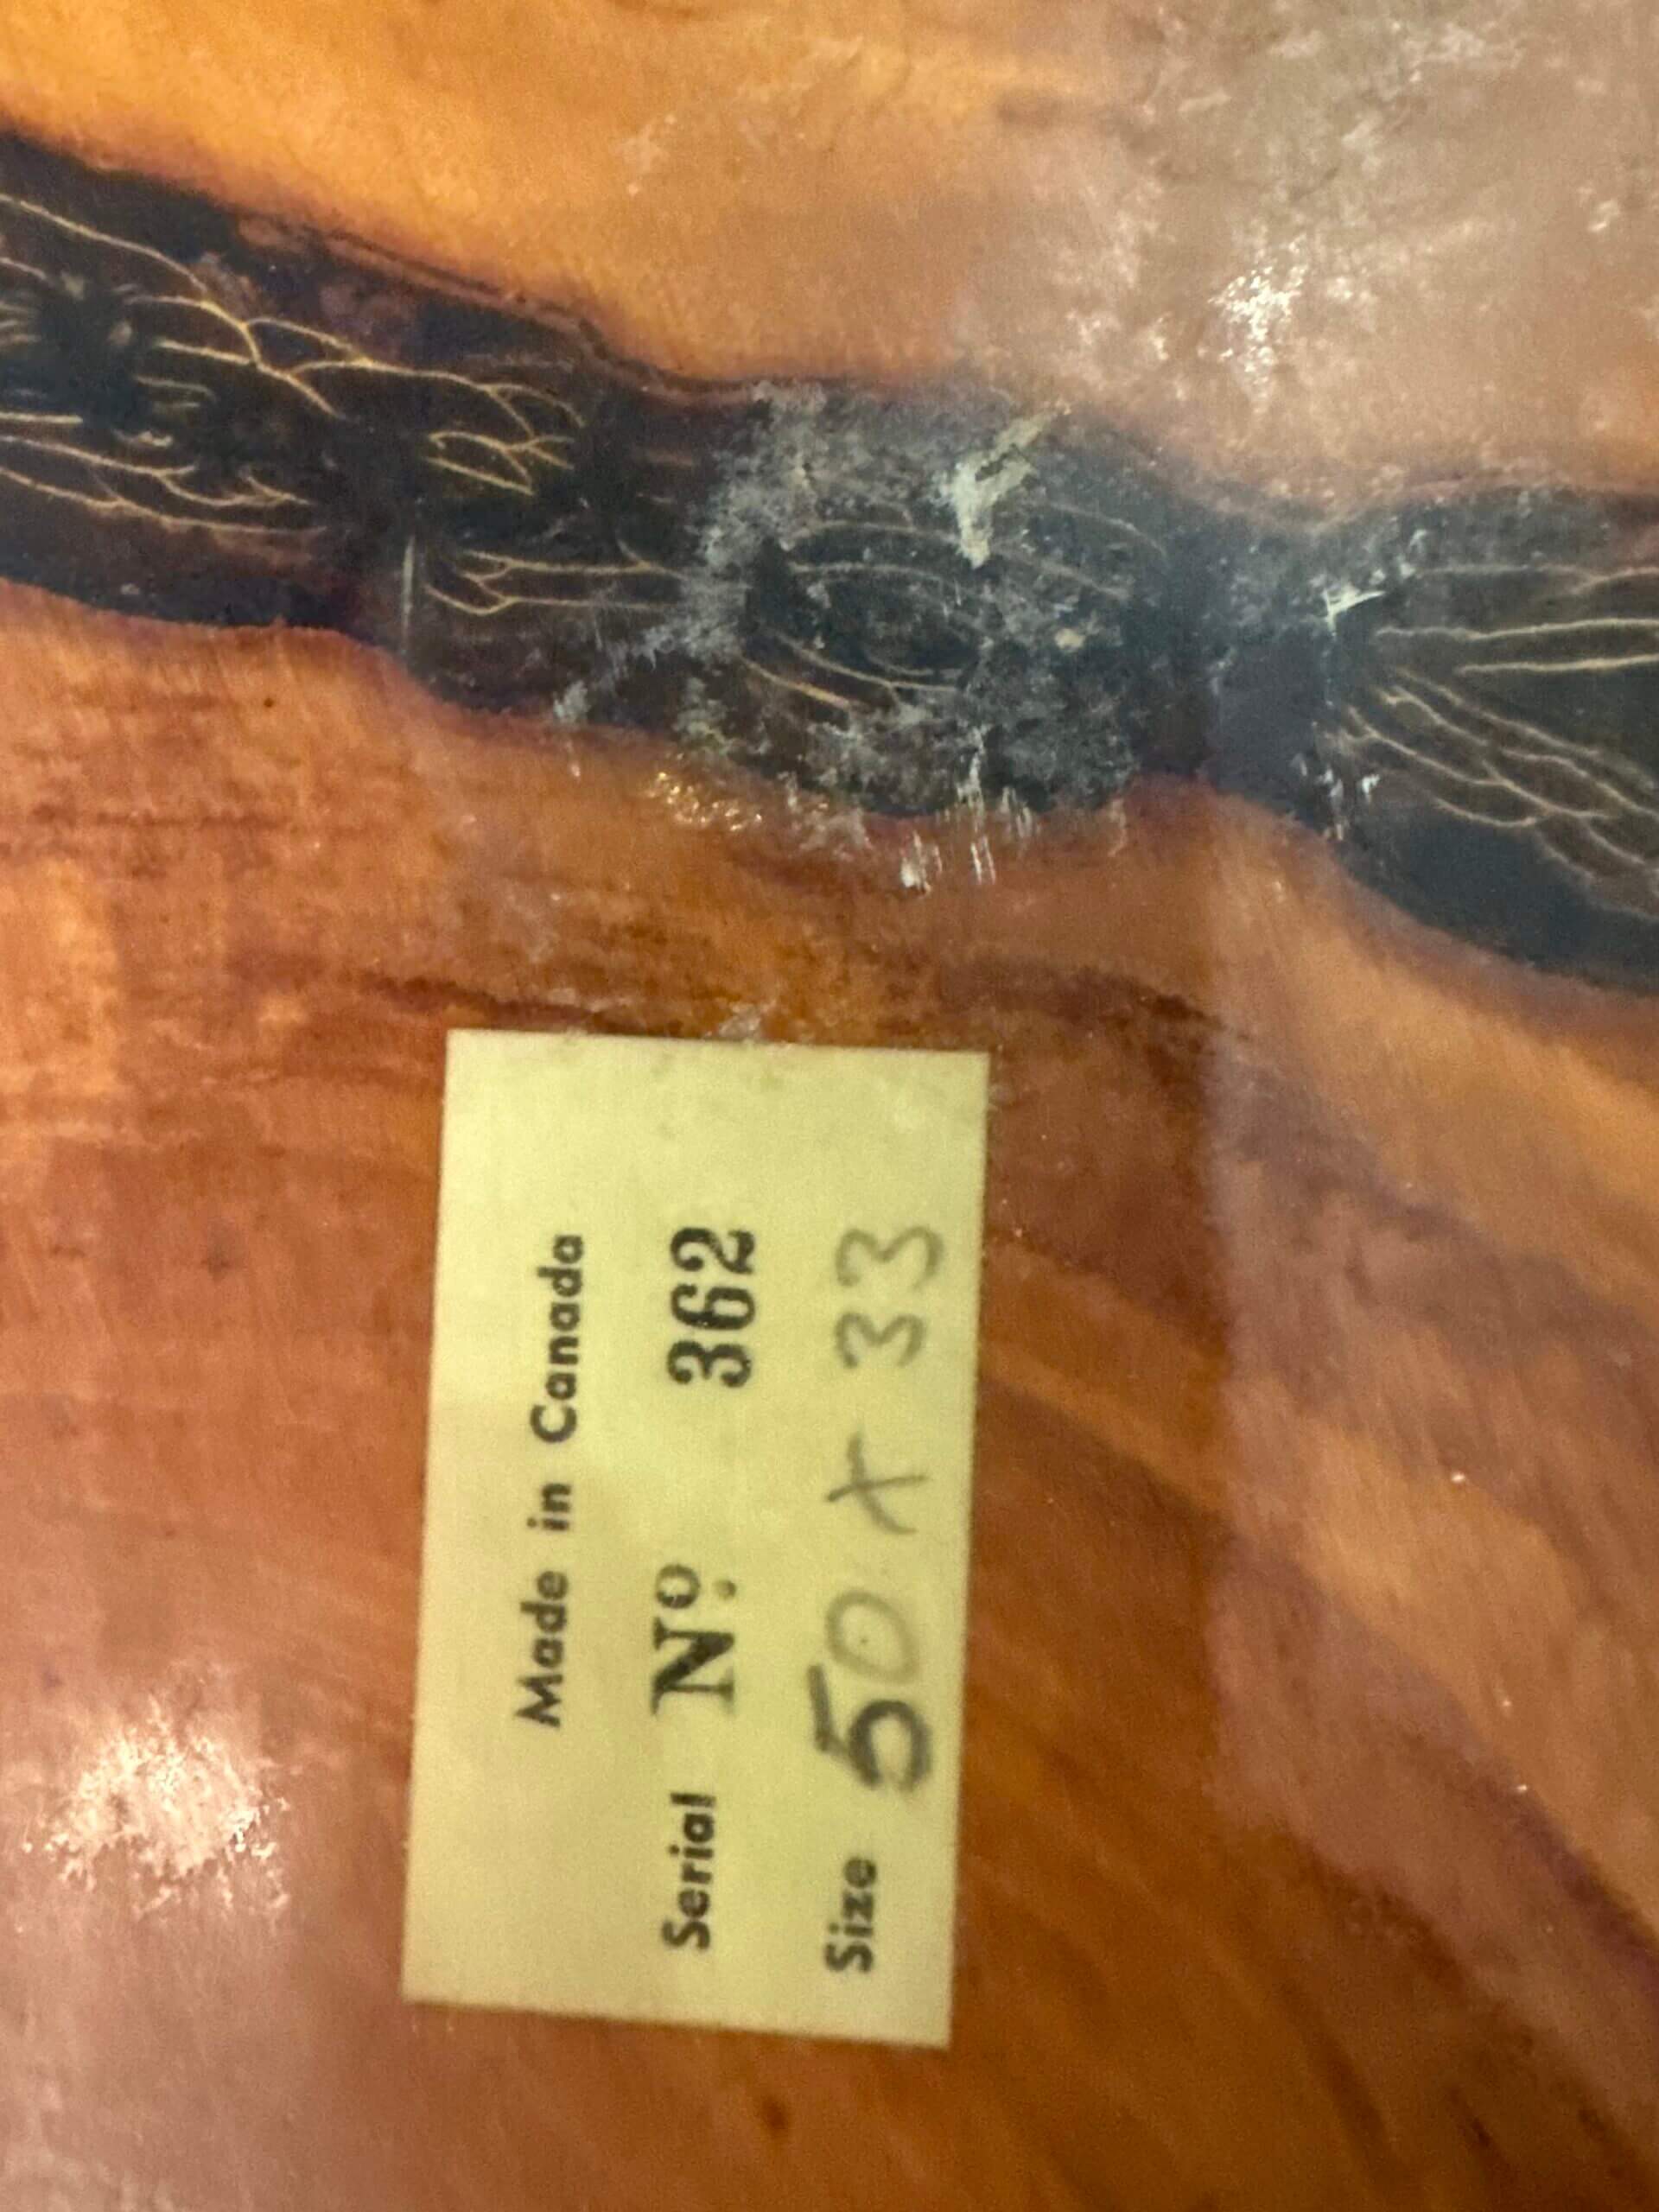 Made in Canada
Serial Nº. 362
Size 50 x 33